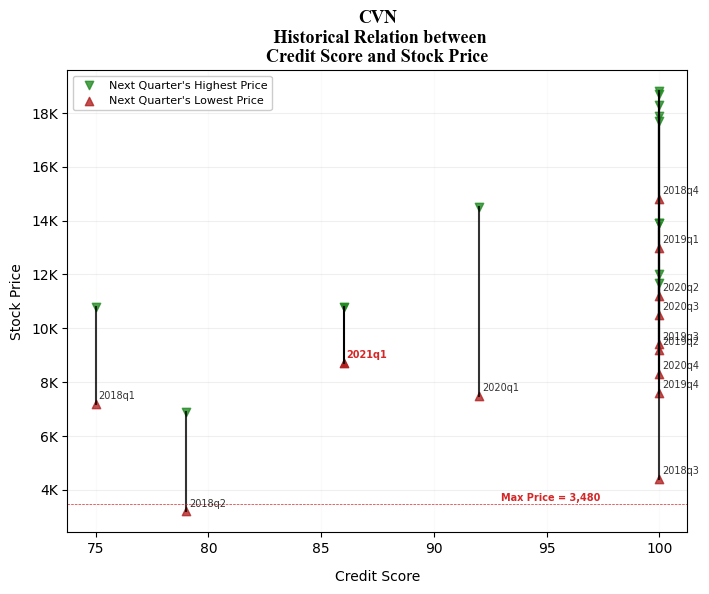 CVN
Historical Relation between
Credit Score and Stock Price
Next Quarter's Highest Price
Next Quarter's Lowest Price
Stock Price
18K
16K
14K
12K
10K
8K
6K
4K
2018q4
2019q1
2020q2
2020q3
2019q3
2019q2
2021q1
2020q4
2019q4
2020q1
2018q1
2018q3
2018q2
Max Price = 3,480
75
80
85
90
95
100
Credit Score